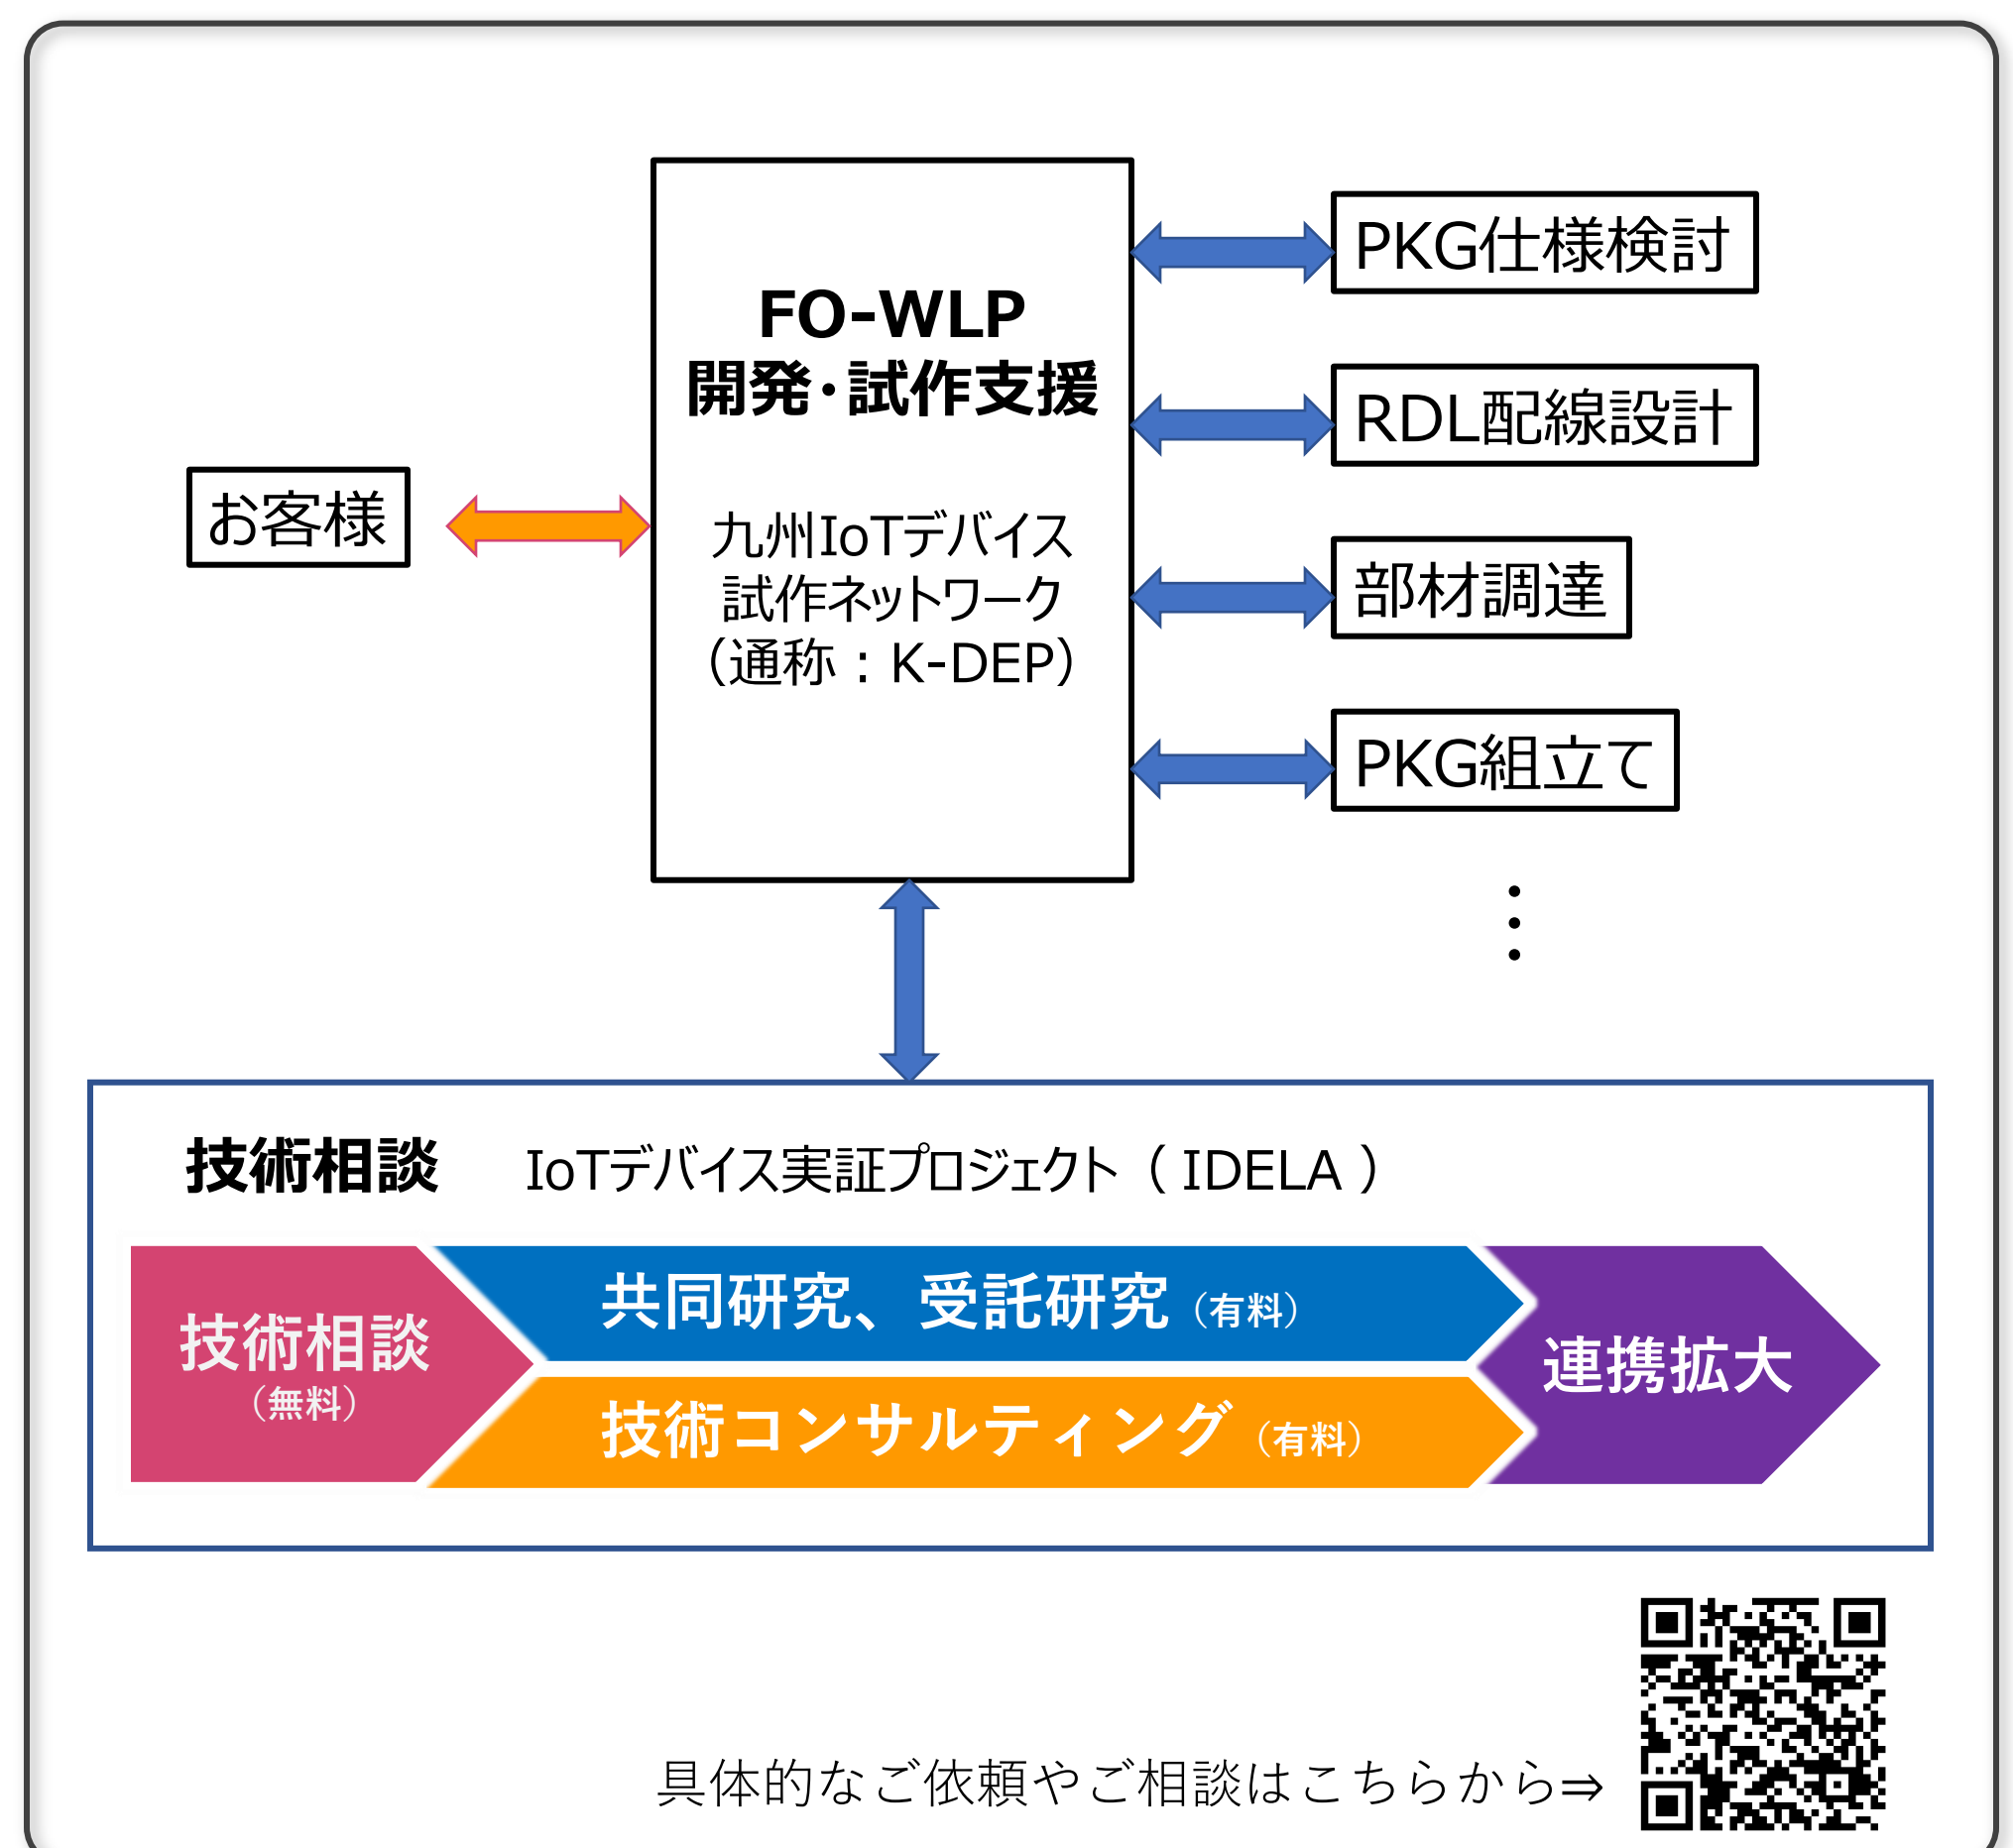 FO-WLP
開発・試作支援
九州IoTデバイス
試作ネットワーク
（通称：K-DEP）
お客様
PKG仕様検討
RDL配線設計
部材調達
PKG組立て
⋮
技術相談 IoTデバイス実証プロジェクト（ IDELA ）
技術相談
（無料）
共同研究、受託研究（有料）
技術コンサルティング（有料）
連携拡大
具体的なご依頼やご相談はこちらから⇒